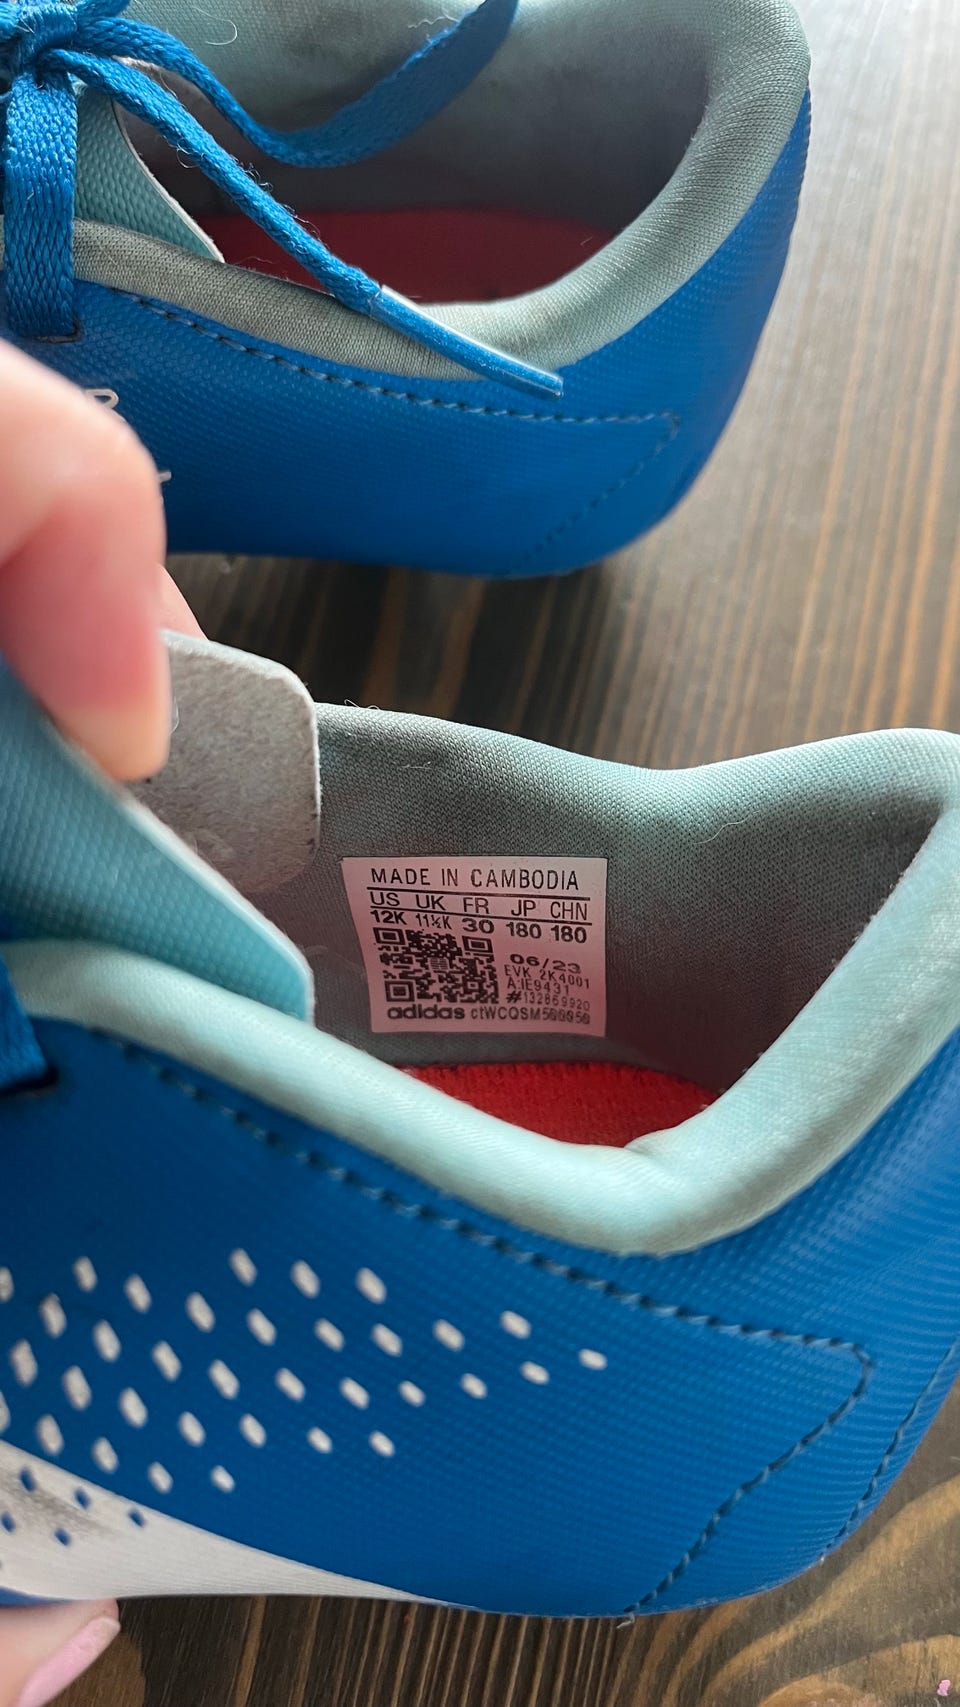 MADE IN CAMBODIA
US UK FR JP CHN
12K 11½K 30 180 180
06/23
EVK 2K4001
A:IE9431
#132869920
adidas ctWCQSM500050